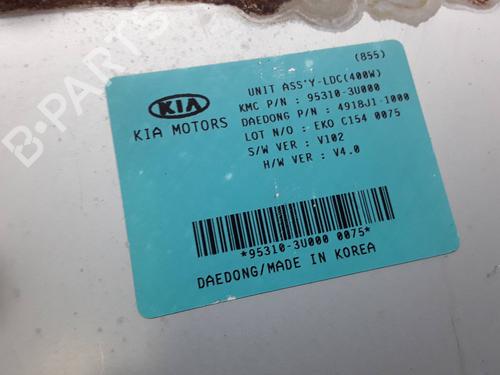 (855)
UNIT ASS'Y-LDC(400W)
KIA
KMC P/N : 95310-3U000
KIA MOTORS
DAEDONG P/N : 4918J1-1000
LOT N/O : EKO C154 0075
S/W VER : V102
H/W VER : V4.0
*95310-3U000 0075*
DAEDONG/MADE IN KOREA
B-PARTS